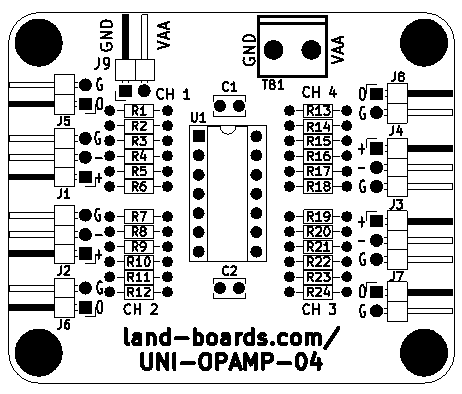 GND
VAA
J9
GND
VAA
TB1
C1
CH 1
CH 4
U1
G
O
J5
G
-
+
J1
G
-
+
J2
G
O
J6
R1
R2
R3
R4
R5
R6
R7
R8
R9
R10
R11
R12
CH 2
C2
R13
R14
R15
R16
R17
R18
R19
R20
R21
R22
R23
R24
CH 3
J8
O
G
J4
+
-
G
J3
+
-
G
J7
O
G
land-boards.com/
UNI-OPAMP-04